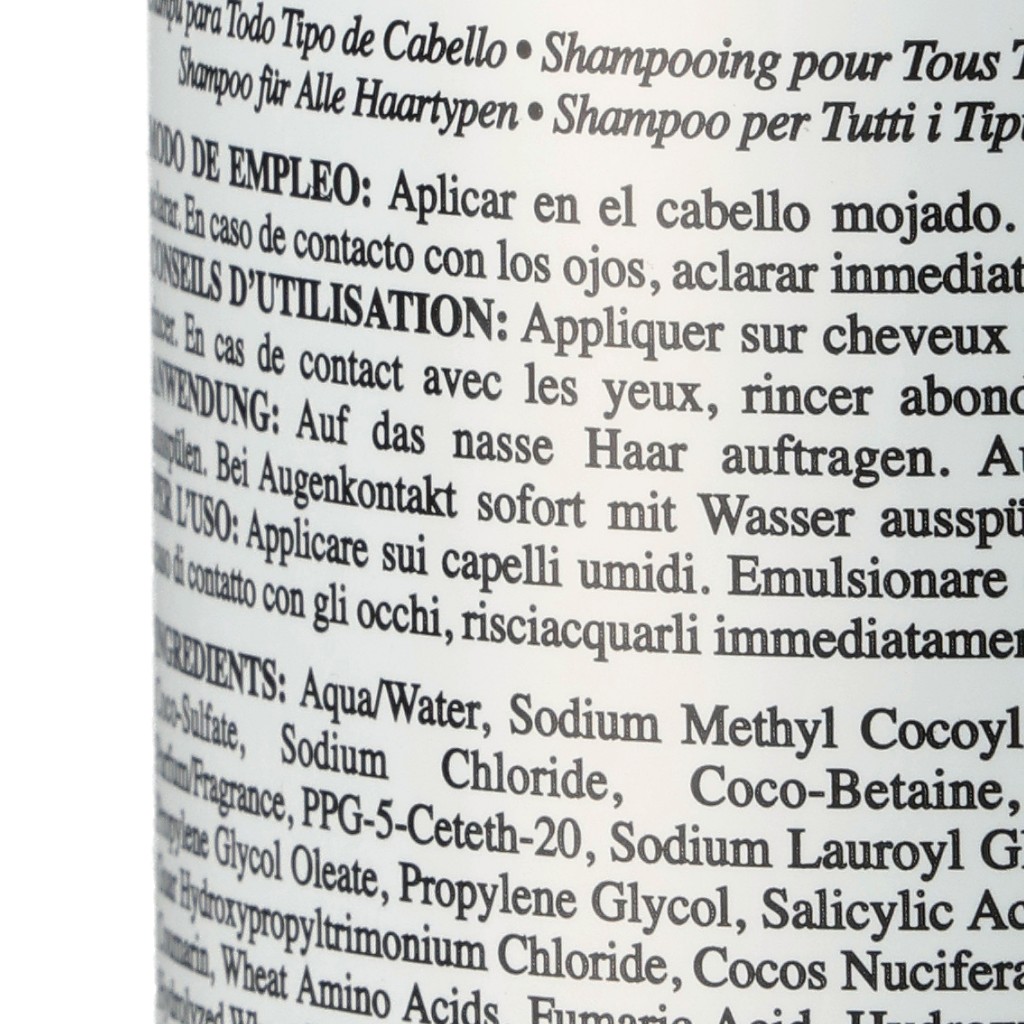 para Todo Tipo de Cabello • Shampooing pour Tous
Shampoo für Alle Haartypen • Shampoo per Tutti i
MODO DE EMPLEO: Aplicar en el cabello mojado.
En caso de contacto con los ojos, aclarar
CONSEILS D'UTILISATION: Appliquer sur cheveux
En cas de contact avec les yeux, rincer
ANWENDUNG: Auf das nasse Haar auftragen.
Bei Augenkontakt sofort mit Wasser
PER L'USO: Applicare sui capelli umidi. Emulsionare
di contatto con gli occhi, risciacquarli
INGREDIENTS: Aqua/Water, Sodium Methyl Cocoyl
Coco-Sulfate, Sodium Chloride, Coco-Betaine,
Parfum/Fragrance, PPG-5-Ceteth-20, Sodium Lauroyl
Propylene Glycol Oleate, Propylene Glycol, Salicylic
Hydroxypropyltrimonium Chloride, Cocos Nucifera
Coumarin, Wheat Amino Acids, Fumaric Acid,